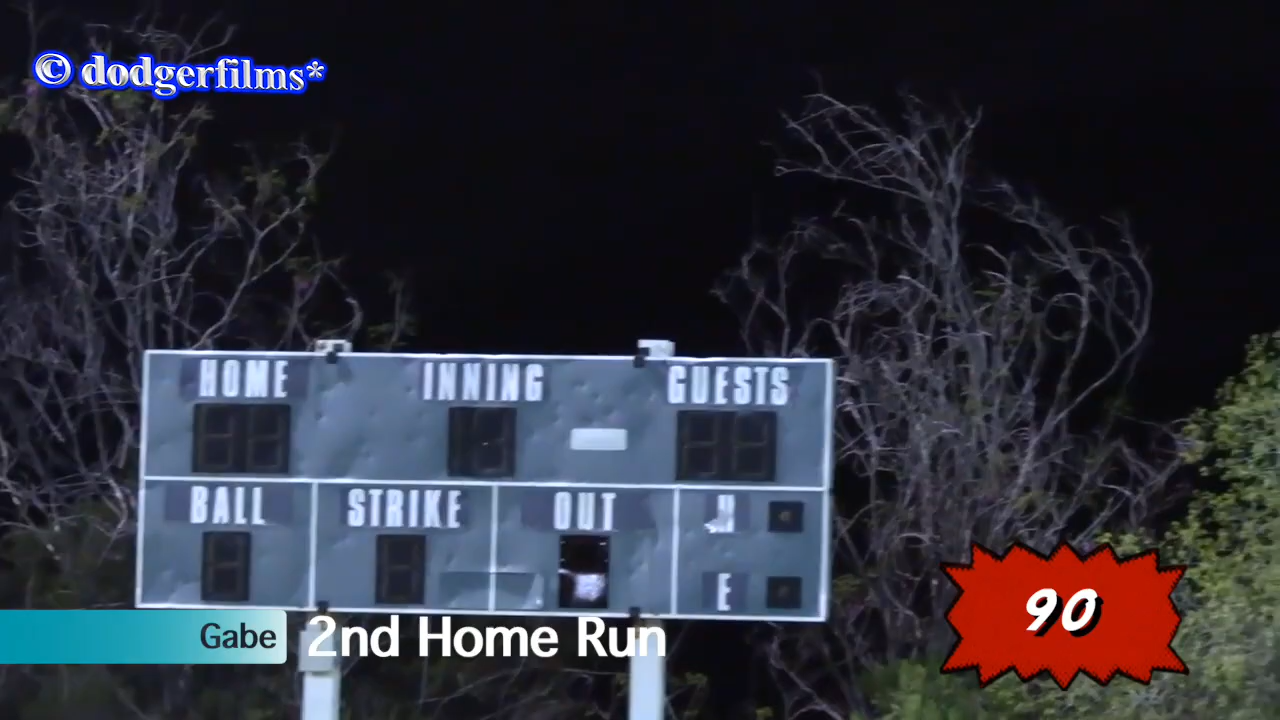 © dodgerfilms*
HOME INNING GUESTS
BALL STRIKE OUT H
E
Gabe 2nd Home Run
90